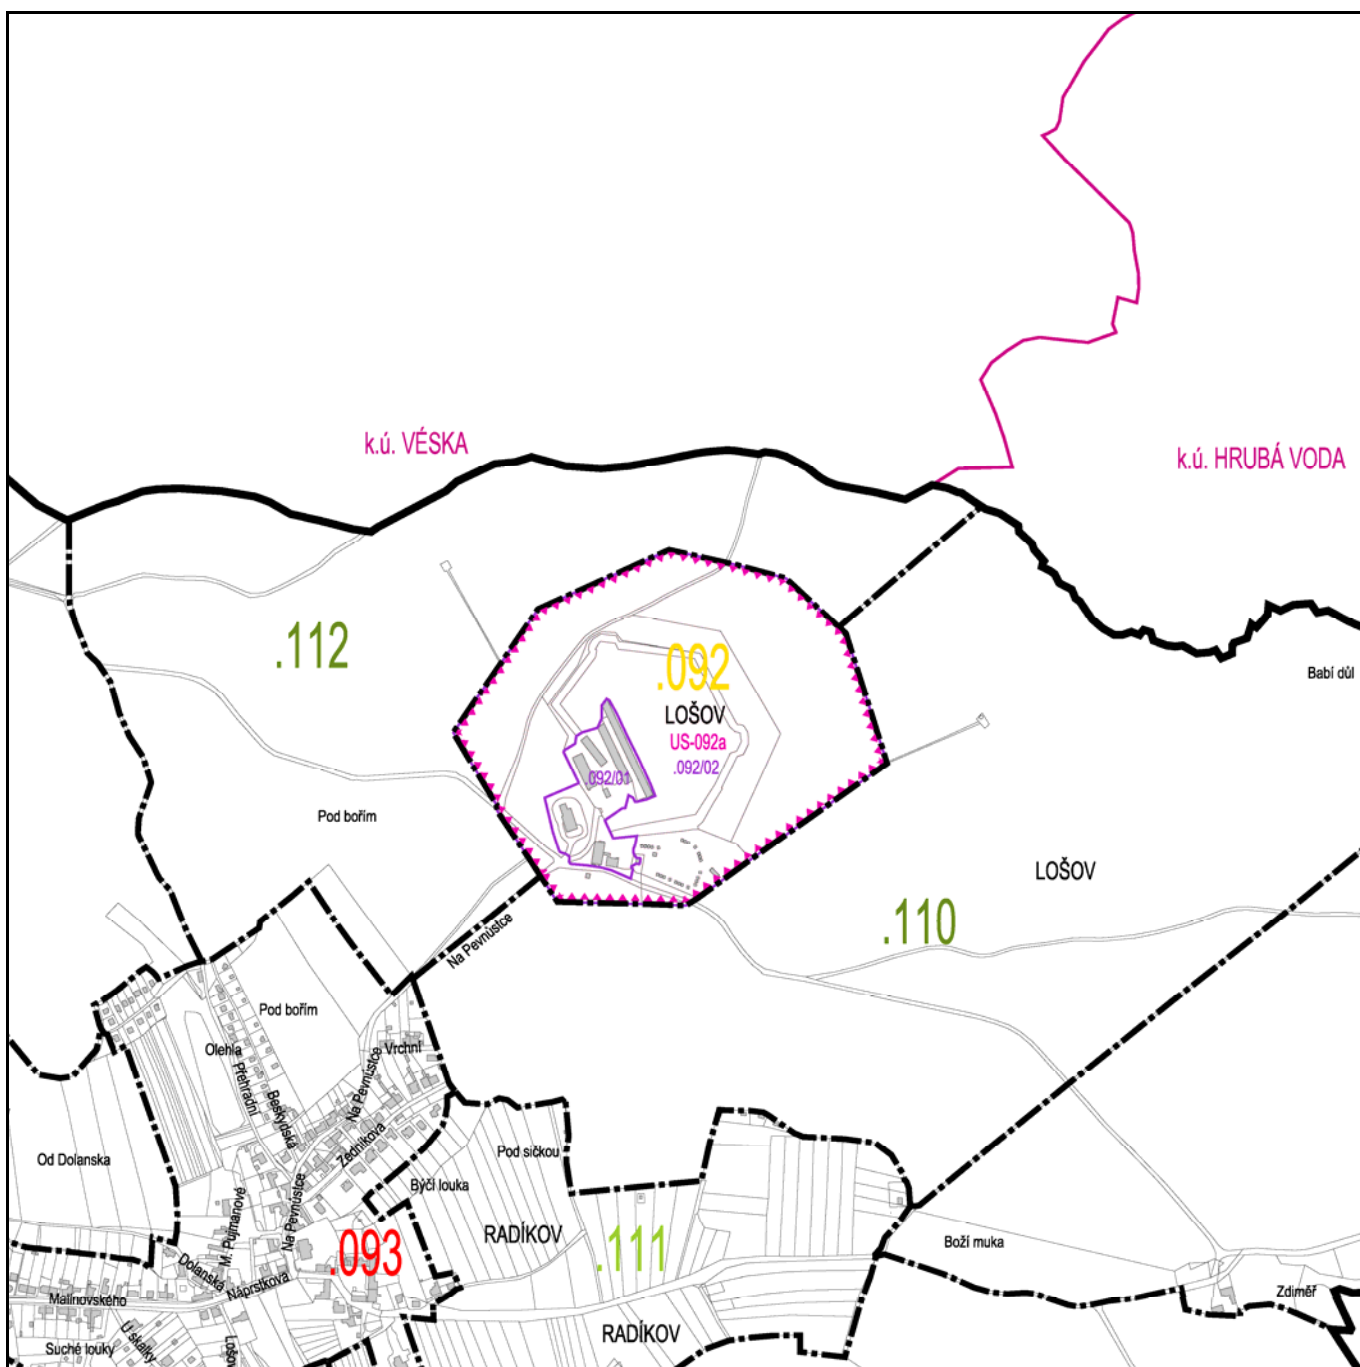 k.ú. VÉSKA
k.ú. HRUBÁ VODA
.112
.092
LOŠOV
US-092a
.092/02
.092/01
Babí důl
Pod bořím
LOŠOV
.110
Na Pevnůstce
Pod bořím
Olehla
Vrchní
Přehradní
Beskydská
Na Pevnůstce
Zedníkova
Pod sičkou
Od Dolanska
Býčí louka
M. Pujmanové
Na Pevnůstce
RADÍKOV
.111
.093
Boží muka
Dolanská
Náprstkova
Malinovského
Zdiměř
U skalky
RADÍKOV
Suché louky